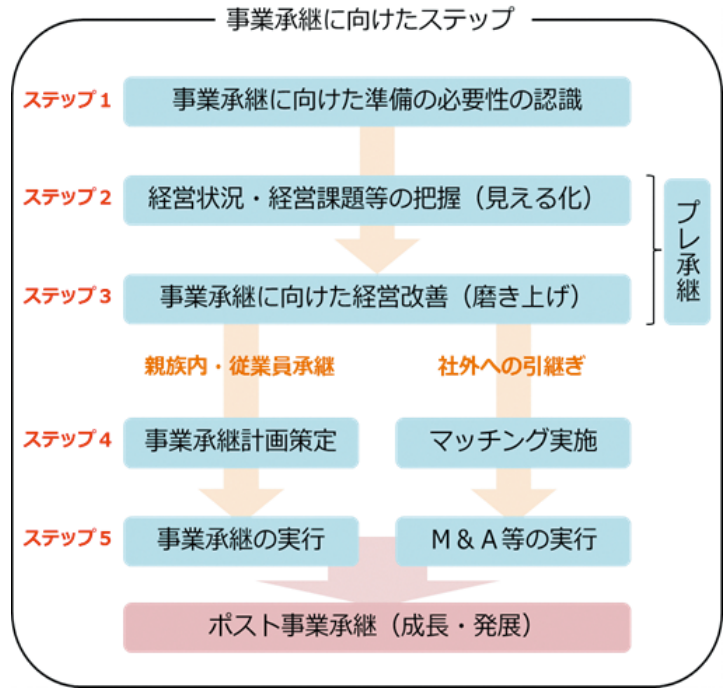 事業承継に向けたステップ
ステップ1
事業承継に向けた準備の必要性の認識
ステップ2
経営状況・経営課題等の把握（見える化）
プレ承継
ステップ3
事業承継に向けた経営改善（磨き上げ）
親族内・従業員承継
社外への引継ぎ
ステップ4
事業承継計画策定
マッチング実施
ステップ5
事業承継の実行
M＆A等の実行
ポスト事業承継（成長・発展）